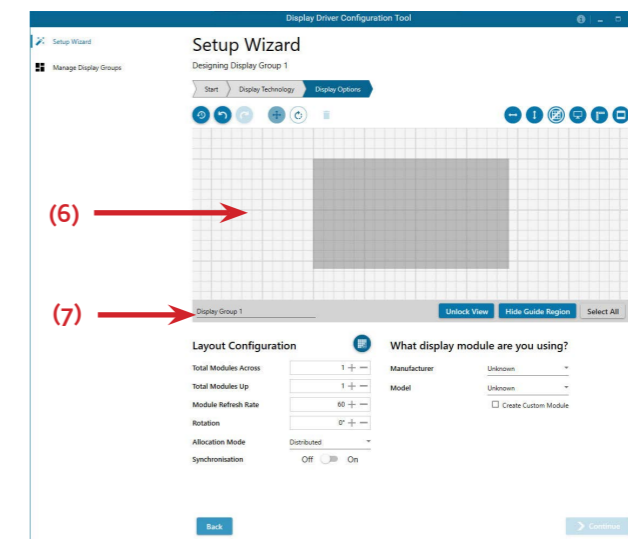 Display Driver Configuration Tool
Setup Wizard
Manage Display Groups
Setup Wizard
Designing Display Group 1
Start
Display Technology
Display Options
(6)
(7)
Display Group 1
Unlock View
Hide Guide Region
Select All
Layout Configuration
What display module are you using?
Total Modules Across 1 + −
Manufacturer Unknown
Total Modules Up 1 + −
Model Unknown
Module Refresh Rate 60 + −
Create Custom Module
Rotation 0° + −
Allocation Mode Distributed
Synchronisation Off On
Back
Continue